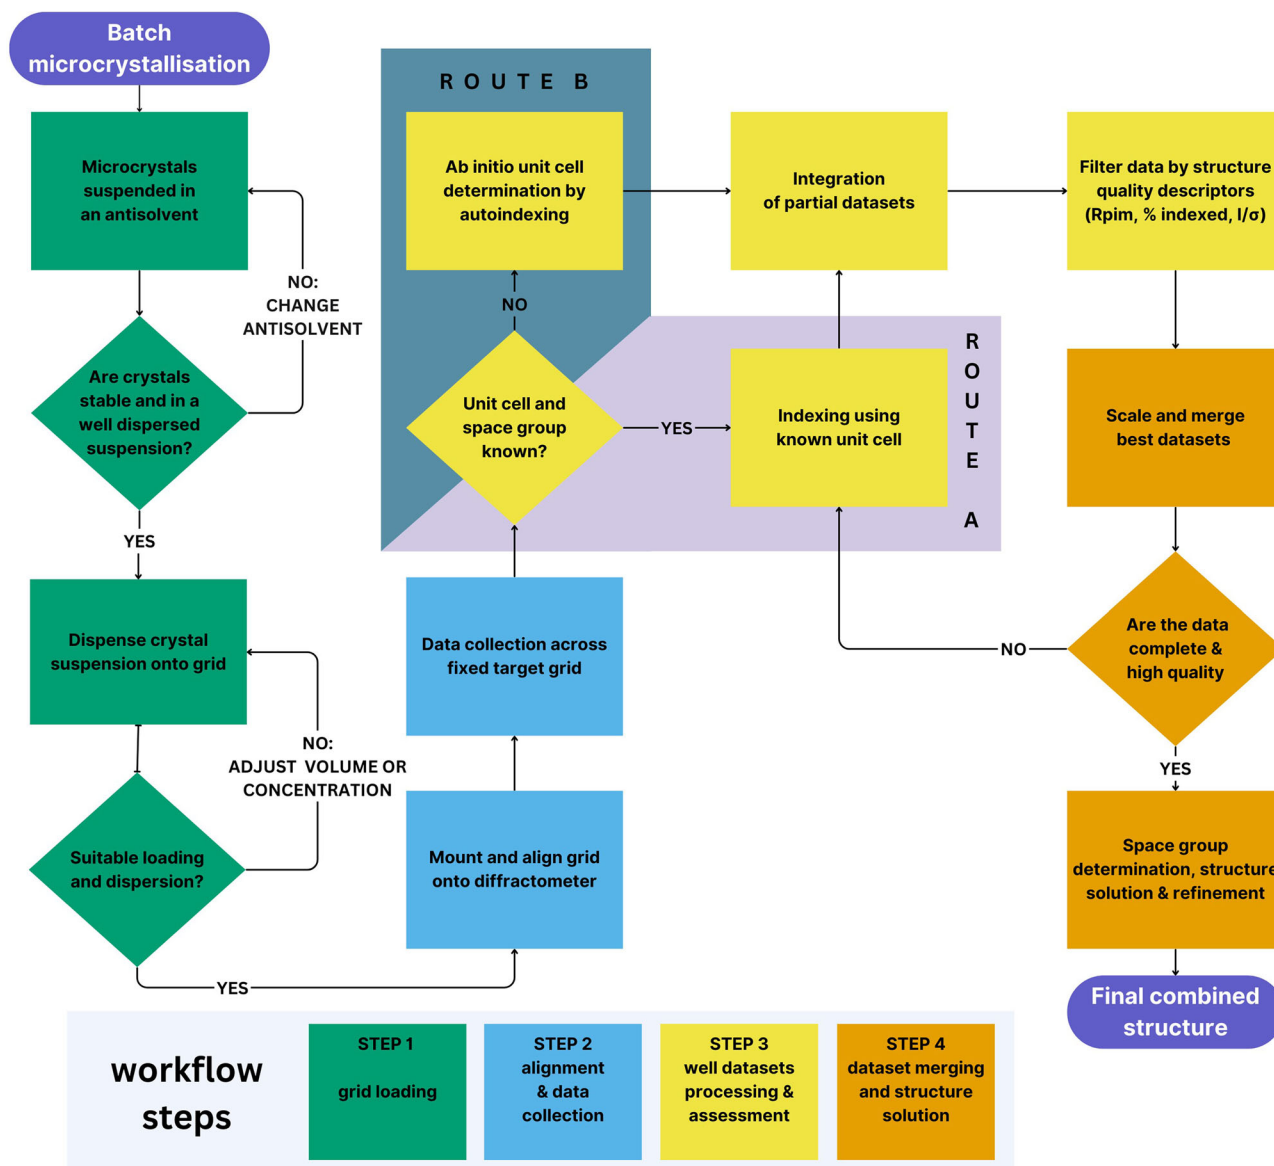 Batch
microcrystallisation
Microcrystals
suspended in
an antisolvent
NO:
CHANGE
ANTISOLVENT
Are crystals
stable and in a
well dispersed
suspension?
YES
Dispense crystal
suspension onto grid
NO:
ADJUST VOLUME OR
CONCENTRATION
Suitable loading
and dispersion?
YES
Mount and align grid
onto diffractometer
Data collection across
fixed target grid
Unit cell and
space group
known?
NO
ROUTE B
Ab initio unit cell
determination by
autoindexing
YES
ROUTE A
Indexing using
known unit cell
Integration
of partial datasets
Filter data by structure
quality descriptors
(Rpim, % indexed, I/σ)
Scale and merge
best datasets
Are the data
complete &
high quality
NO
YES
Space group
determination, structure
solution & refinement
Final combined
structure
workflow
steps
STEP 1
grid loading
STEP 2
alignment
& data
collection
STEP 3
well datasets
processing &
assessment
STEP 4
dataset merging
and structure
solution